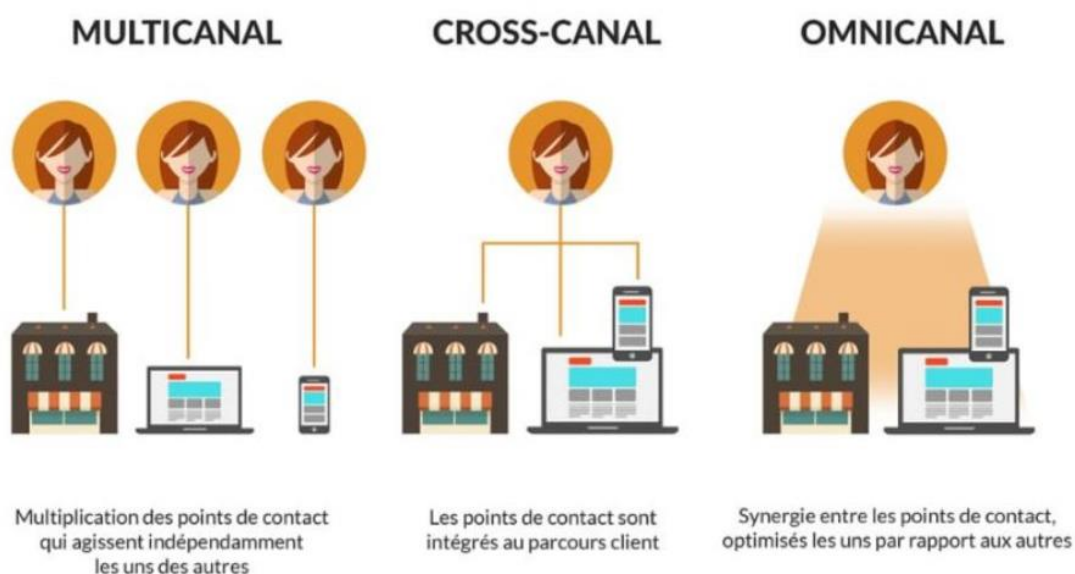 MULTICANAL
CROSS-CANAL
OMNICANAL
Multiplication des points de contact
qui agissent indépendamment
les uns des autres
Les points de contact sont
intégrés au parcours client
Synergie entre les points de contact,
optimisés les uns par rapport aux autres